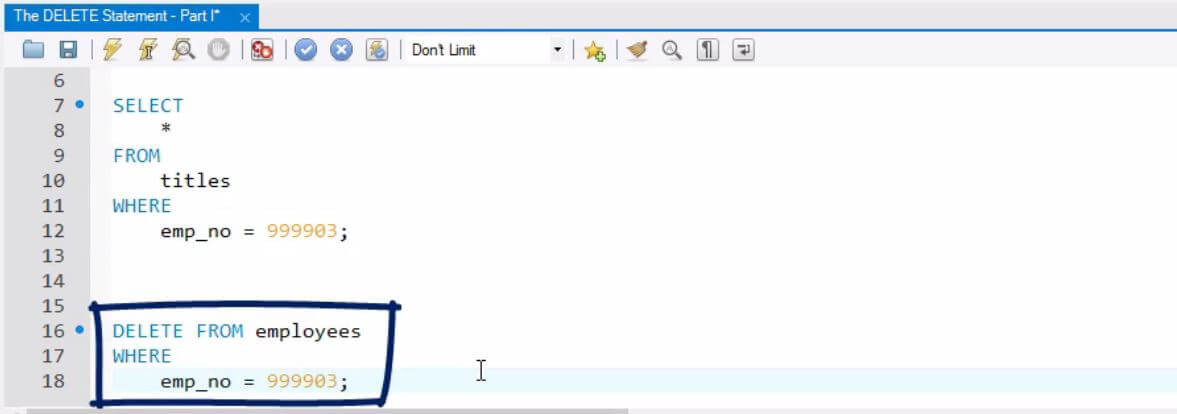 The DELETE Statement - Part I*
Don't Limit
6
7 SELECT
8 *
9 FROM
10 titles
11 WHERE
12 emp_no = 999903;
13
14
15
16 DELETE FROM employees
17 WHERE
18 emp_no = 999903;